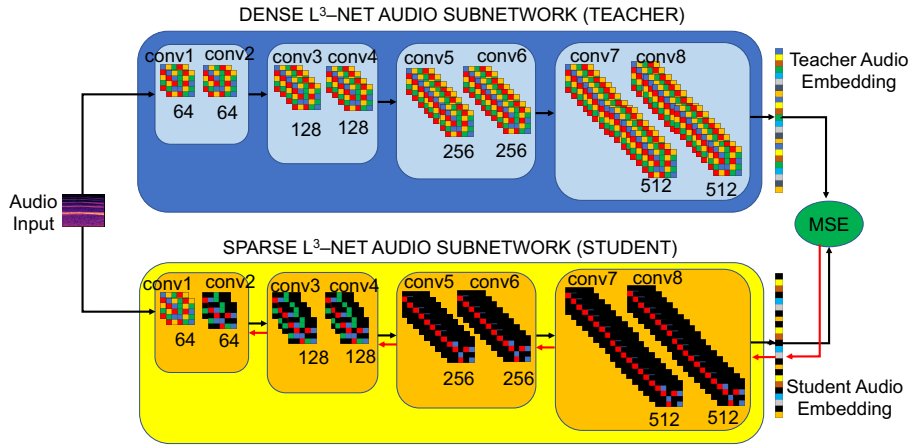 DENSE L³–NET AUDIO SUBNETWORK (TEACHER)
conv1 conv2 conv3 conv4 conv5 conv6 conv7 conv8
64 64 128 128 256 256 512 512
Teacher Audio
Embedding
Audio
Input
MSE
SPARSE L³–NET AUDIO SUBNETWORK (STUDENT)
conv1 conv2 conv3 conv4 conv5 conv6 conv7 conv8
64 64 128 128 256 256 512 512
Student Audio
Embedding